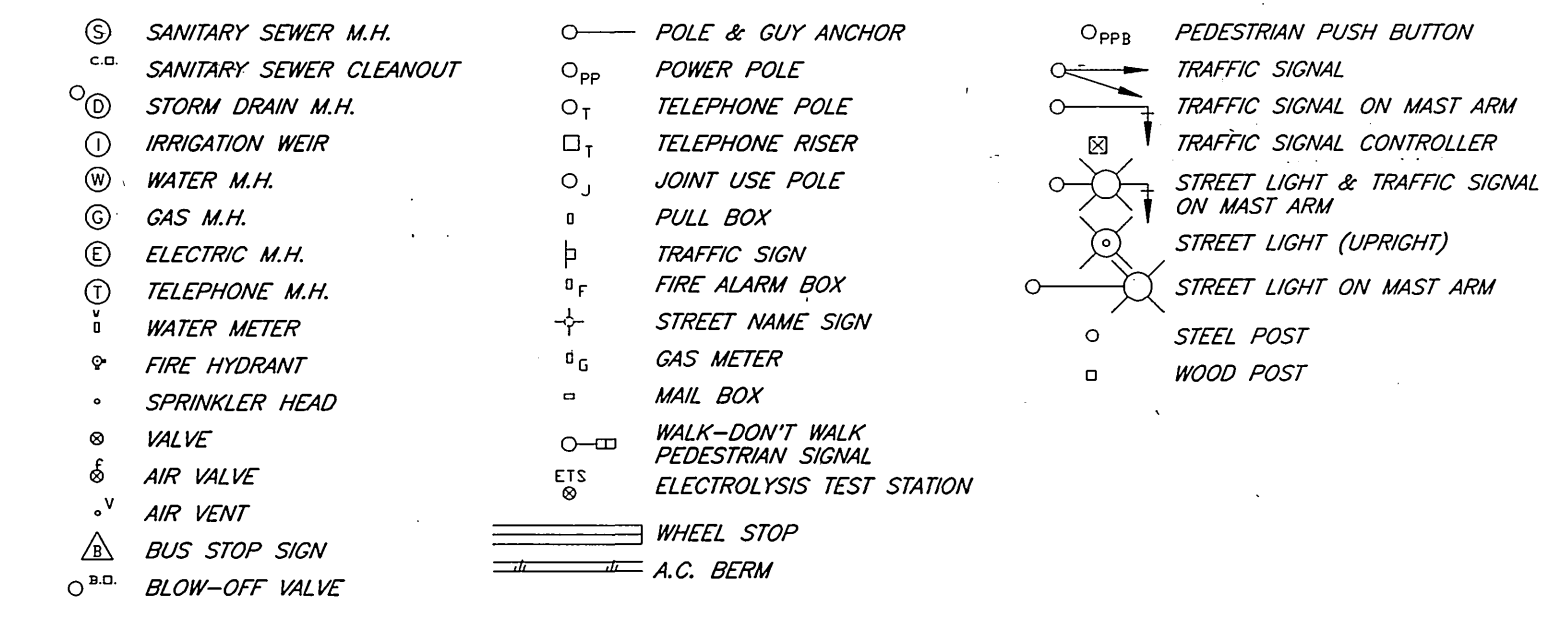 S SANITARY SEWER M.H.
C.O. SANITARY SEWER CLEANOUT
D STORM DRAIN M.H.
I IRRIGATION WEIR
W WATER M.H.
G GAS M.H.
E ELECTRIC M.H.
T TELEPHONE M.H.
V WATER METER
FIRE HYDRANT
SPRINKLER HEAD
VALVE
AIR VALVE
V AIR VENT
B BUS STOP SIGN
B.O. BLOW-OFF VALVE
POLE & GUY ANCHOR
PP POWER POLE
T TELEPHONE POLE
T TELEPHONE RISER
J JOINT USE POLE
PULL BOX
TRAFFIC SIGN
F FIRE ALARM BOX
STREET NAME SIGN
G GAS METER
MAIL BOX
WALK-DON'T WALK
PEDESTRIAN SIGNAL
ETS ELECTROLYSIS TEST STATION
WHEEL STOP
A.C. BERM
PPB PEDESTRIAN PUSH BUTTON
TRAFFIC SIGNAL
TRAFFIC SIGNAL ON MAST ARM
TRAFFIC SIGNAL CONTROLLER
STREET LIGHT & TRAFFIC SIGNAL
ON MAST ARM
STREET LIGHT (UPRIGHT)
STREET LIGHT ON MAST ARM
STEEL POST
WOOD POST